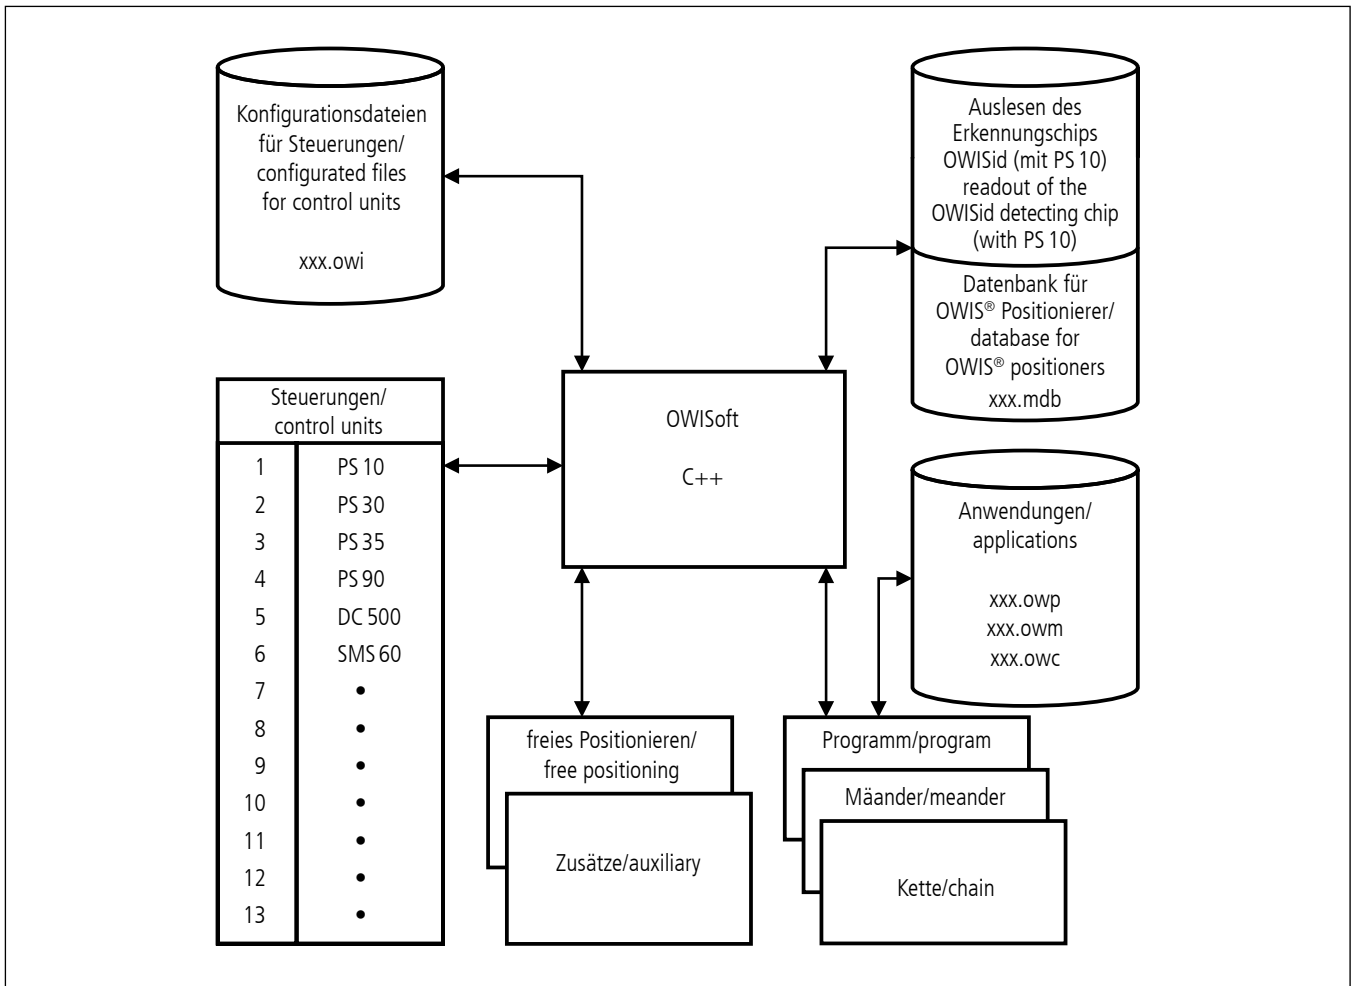 Konfigurationsdateien
für Steuerungen/
configurated files
for control units
xxx.owi
Auslesen des
Erkennungschips
OWISid (mit PS 10)
readout of the
OWISid detecting chip
(with PS 10)
Datenbank für
OWIS® Positionierer/
database for
OWIS® positioners
xxx.mdb
Steuerungen/
control units
1 PS 10
2 PS 30
3 PS 35
4 PS 90
5 DC 500
6 SMS 60
7 •
8 •
9 •
10 •
11 •
12 •
13 •
OWISoft
C++
Anwendungen/
applications
xxx.owp
xxx.owm
xxx.owc
freies Positionieren/
free positioning
Zusätze/auxiliary
Programm/program
Mäander/meander
Kette/chain